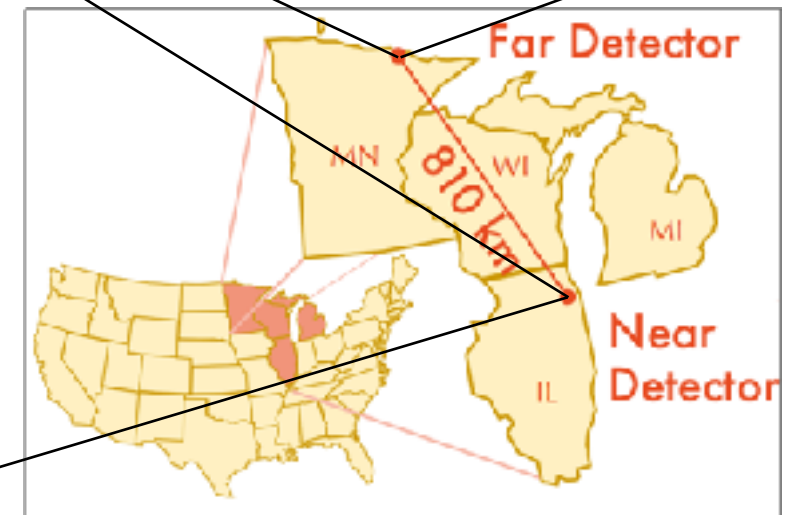 Far Detector
MN
WI
810 km
MI
Near
Detector
IL